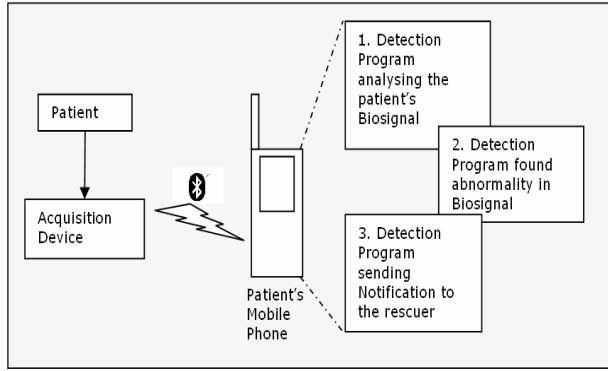 Patient
Acquisition
Device
Patient's
Mobile
Phone
1. Detection
Program
analysing the
patient's
Biosignal
2. Detection
Program found
abnormality in
Biosignal
3. Detection
Program
sending
Notification to
the rescuer